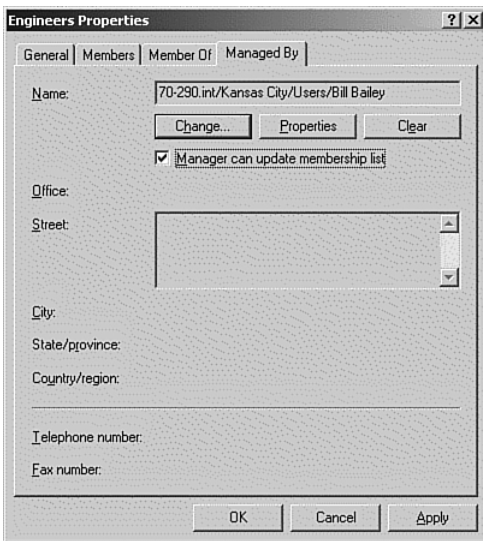 Engineers Properties
General Members Member Of Managed By
Name: 70-290.int/Kansas City/Users/Bill Bailey
Change... Properties Clear
Manager can update membership list
Office:
Street:
City:
State/province:
Country/region:
Telephone number:
Fax number:
OK Cancel Apply